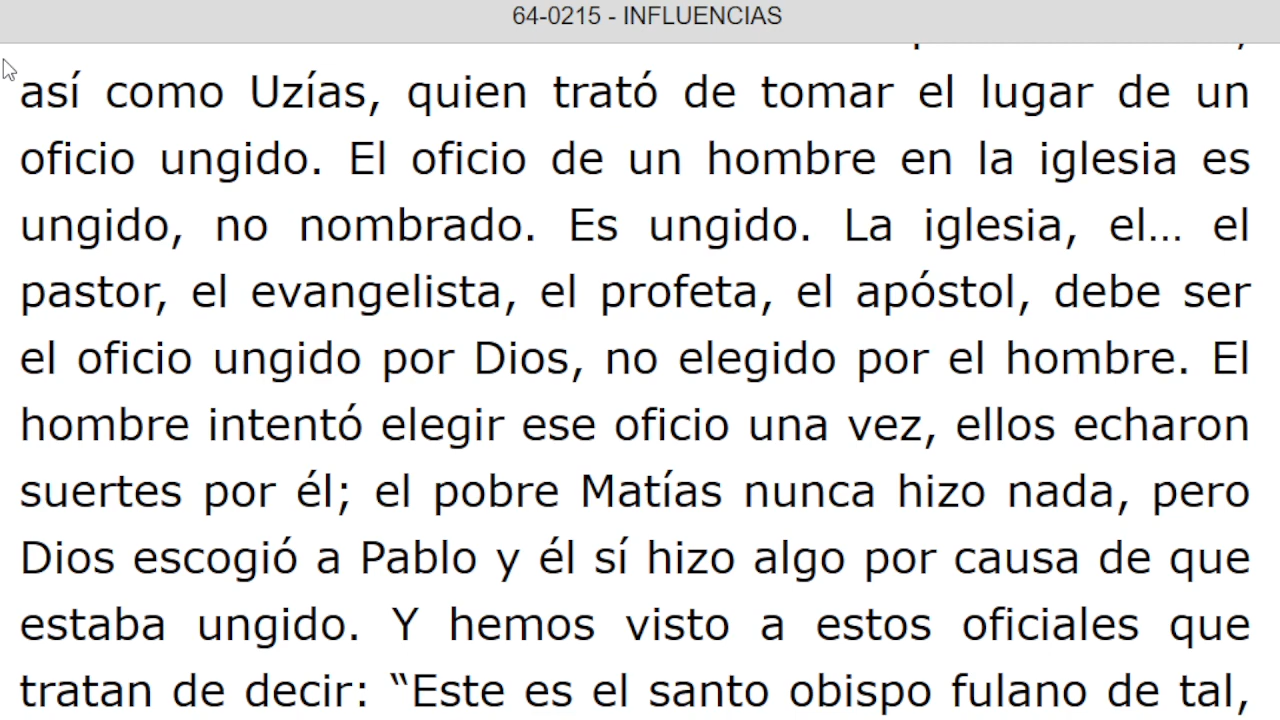 64-0215 - INFLUENCIAS
así como Uzías, quien trató de tomar el lugar de un
oficio ungido. El oficio de un hombre en la iglesia es
ungido, no nombrado. Es ungido. La iglesia, el... el
pastor, el evangelista, el profeta, el apóstol, debe ser
el oficio ungido por Dios, no elegido por el hombre. El
hombre intentó elegir ese oficio una vez, ellos echaron
suertes por él; el pobre Matías nunca hizo nada, pero
Dios escogió a Pablo y él sí hizo algo por causa de que
estaba ungido. Y hemos visto a estos oficiales que
tratan de decir: “Este es el santo obispo fulano de tal,